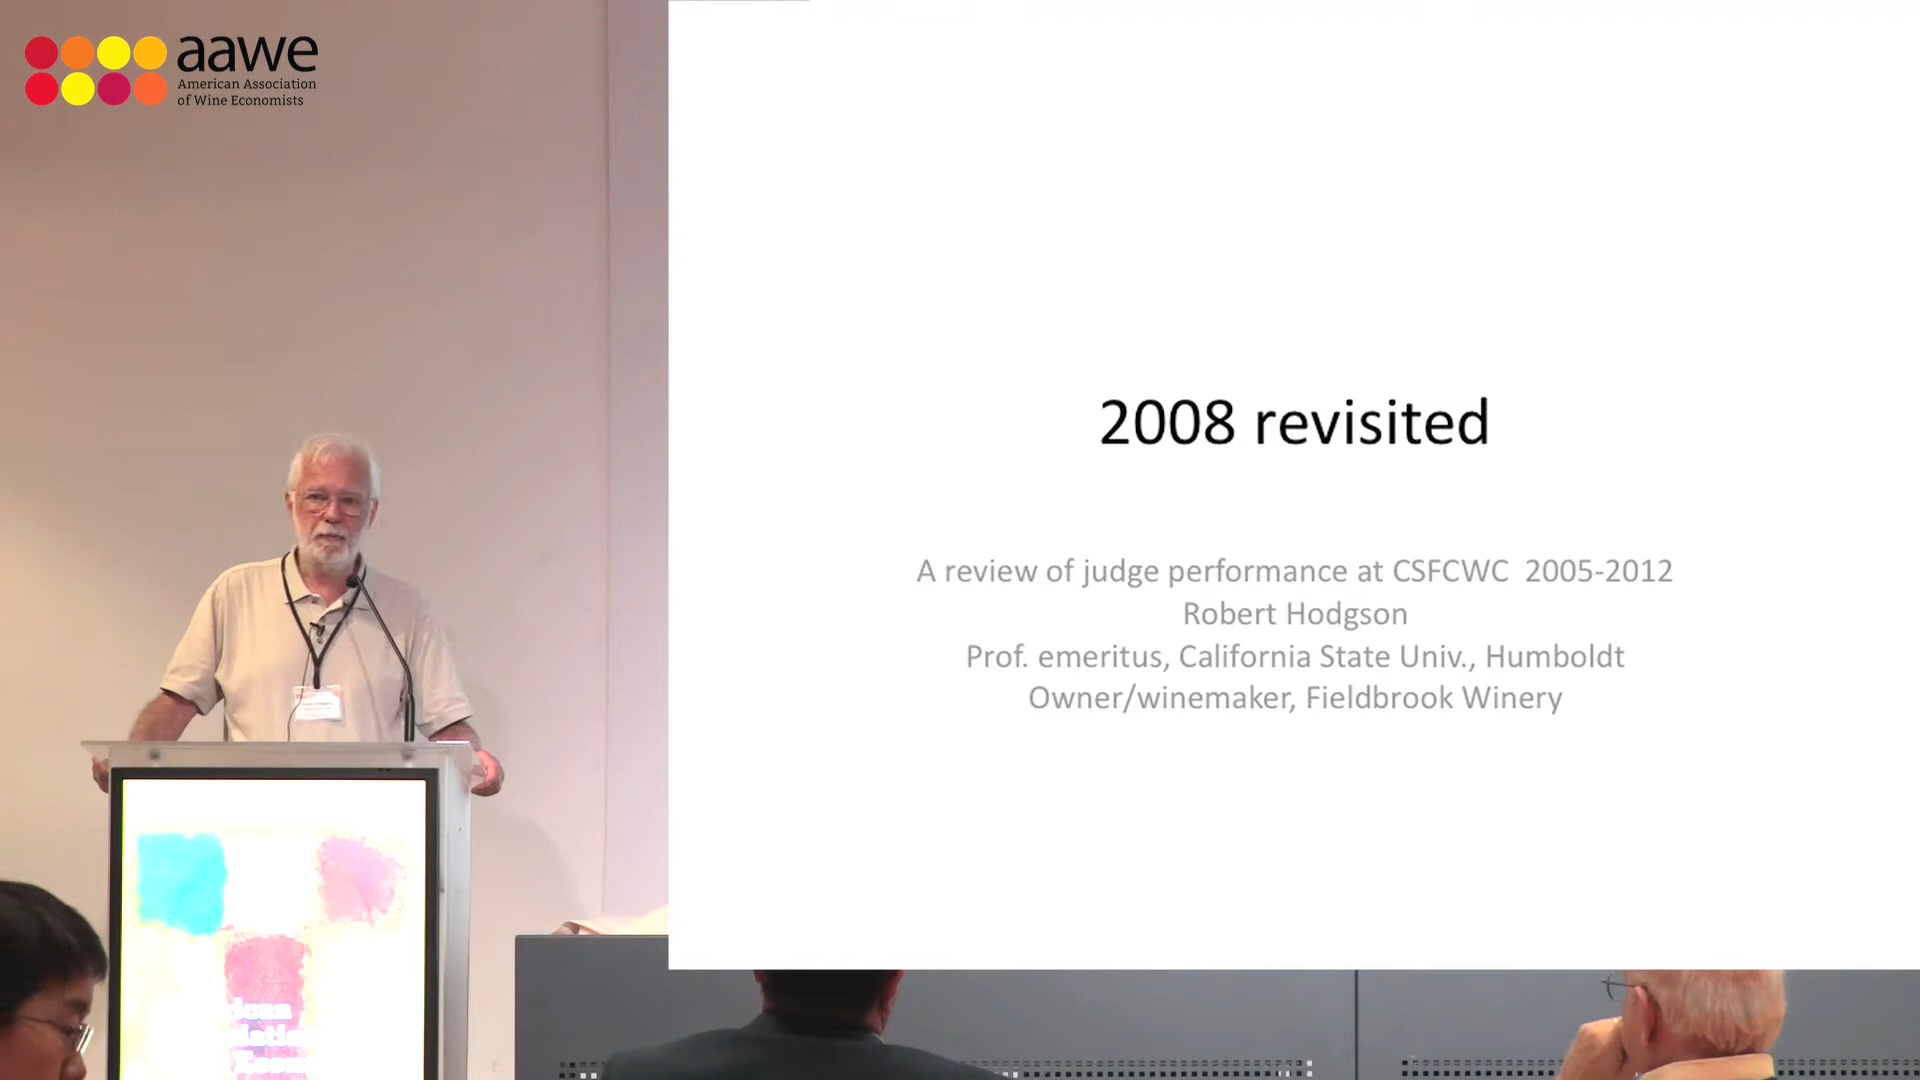 aawe
American Association
of Wine Economists
2008 revisited
A review of judge performance at CSFCWC 2005-2012
Robert Hodgson
Prof. emeritus, California State Univ., Humboldt
Owner/winemaker, Fieldbrook Winery